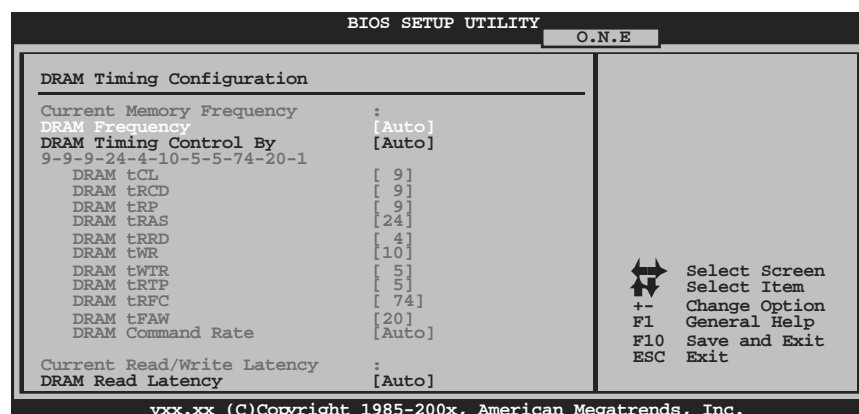 BIOS SETUP UTILITY
O.N.E
DRAM Timing Configuration
Current Memory Frequency :
DRAM Frequency [Auto]
DRAM Timing Control By [Auto]
9-9-9-24-4-10-5-5-74-20-1
DRAM tCL [ 9]
DRAM tRCD [ 9]
DRAM tRP [ 9]
DRAM tRAS [24]
DRAM tRRD [ 4]
DRAM tWR [10]
DRAM tWTR [ 5]
DRAM tRTP [ 5]
DRAM tRFC [ 74]
DRAM tFAW [20]
DRAM Command Rate [Auto]
Current Read/Write Latency :
DRAM Read Latency [Auto]
Select Screen
Select Item
+- Change Option
F1 General Help
F10 Save and Exit
ESC Exit
vxx.xx (C)Copyright 1985-200x, American Megatrends, Inc.